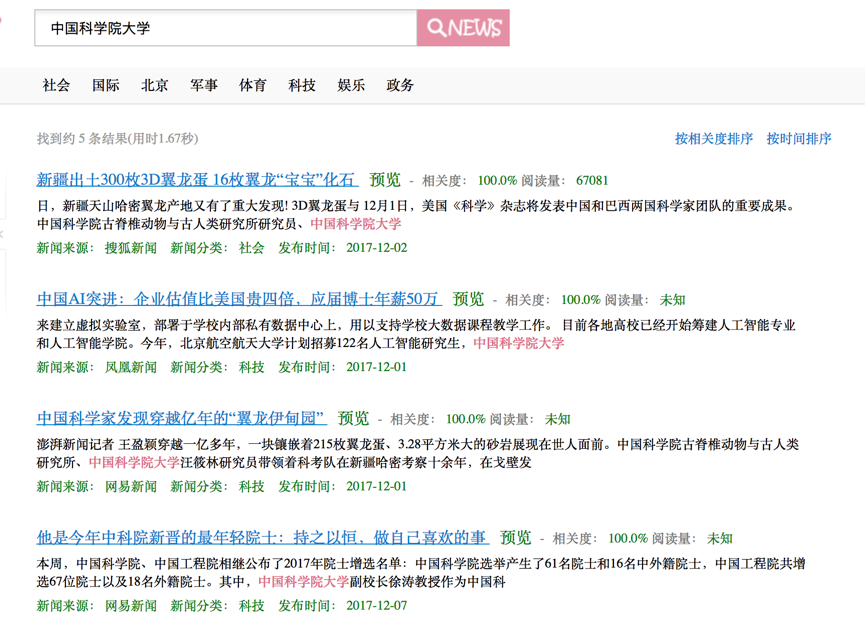 中国科学院大学
NEWS
社会 国际 北京 军事 体育 科技 娱乐 政务
找到约 5 条结果(用时1.67秒) 按相关度排序 按时间排序
新疆出土300枚3D翼龙蛋 16枚翼龙“宝宝”化石 预览 - 相关度: 100.0% 阅读量: 67081
日，新疆天山哈密翼龙产地又有了重大发现! 3D翼龙蛋与 12月1日，美国《科学》杂志将发表中国和巴西两国科学家团队的重要成果。
中国科学院古脊椎动物与古人类研究所研究员、中国科学院大学
新闻来源: 搜狐新闻 新闻分类: 社会 发布时间: 2017-12-02
中国AI突进：企业估值比美国贵四倍，应届博士年薪50万 预览 - 相关度: 100.0% 阅读量: 未知
来建立虚拟实验室，部署于学校内部私有数据中心上，用以支持学校大数据课程教学工作。 目前各地高校已经开始筹建人工智能专业
和人工智能学院。今年，北京航空航天大学计划招募122名人工智能研究生，中国科学院大学
新闻来源: 凤凰新闻 新闻分类: 科技 发布时间: 2017-12-01
中国科学家发现穿越亿年的“翼龙伊甸园” 预览 - 相关度: 100.0% 阅读量: 未知
澎湃新闻记者 王盈颖穿越一亿多年，一块镶嵌着215枚翼龙蛋、3.28平方米大的砂岩展现在世人面前。中国科学院古脊椎动物与古人类
研究所、中国科学院大学汪筱林研究员带领着科考队在新疆哈密考察十余年，在戈壁发
新闻来源: 网易新闻 新闻分类: 科技 发布时间: 2017-12-01
他是今年中科院新晋的最年轻院士：持之以恒，做自己喜欢的事 预览 - 相关度: 100.0% 阅读量: 未知
本周，中国科学院、中国工程院相继公布了2017年院士增选名单：中国科学院选举产生了61名院士和16名中外籍院士，中国工程院共增
选67位院士以及18名外籍院士。其中，中国科学院大学副校长徐涛教授作为中国科
新闻来源: 网易新闻 新闻分类: 科技 发布时间: 2017-12-07